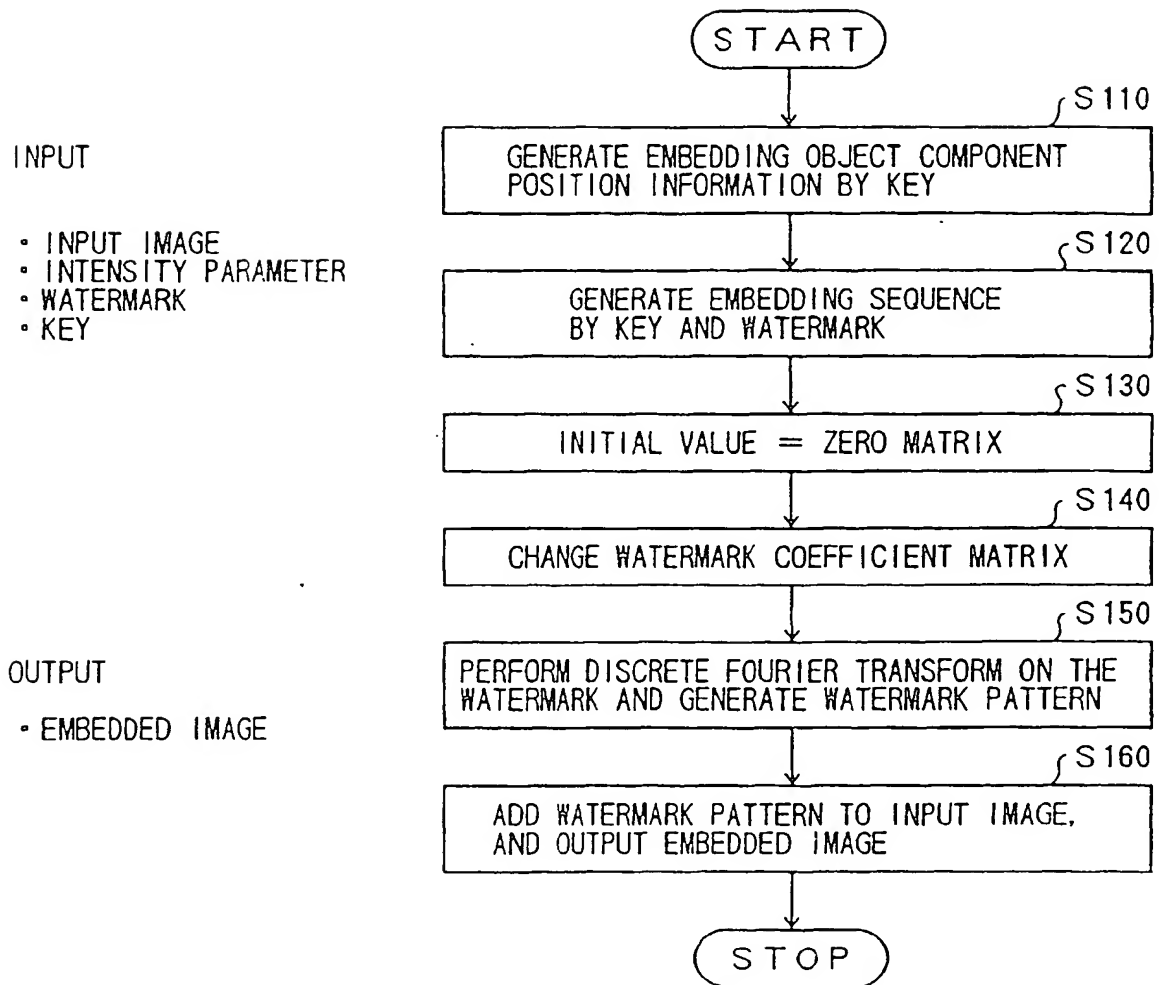 START
S110
INPUT
GENERATE EMBEDDING OBJECT COMPONENT
POSITION INFORMATION BY KEY
• INPUT IMAGE
• INTENSITY PARAMETER
• WATERMARK
• KEY
S120
GENERATE EMBEDDING SEQUENCE
BY KEY AND WATERMARK
S130
INITIAL VALUE = ZERO MATRIX
S140
CHANGE WATERMARK COEFFICIENT MATRIX
S150
OUTPUT
PERFORM DISCRETE FOURIER TRANSFORM ON THE
WATERMARK AND GENERATE WATERMARK PATTERN
• EMBEDDED IMAGE
S160
ADD WATERMARK PATTERN TO INPUT IMAGE,
AND OUTPUT EMBEDDED IMAGE
STOP